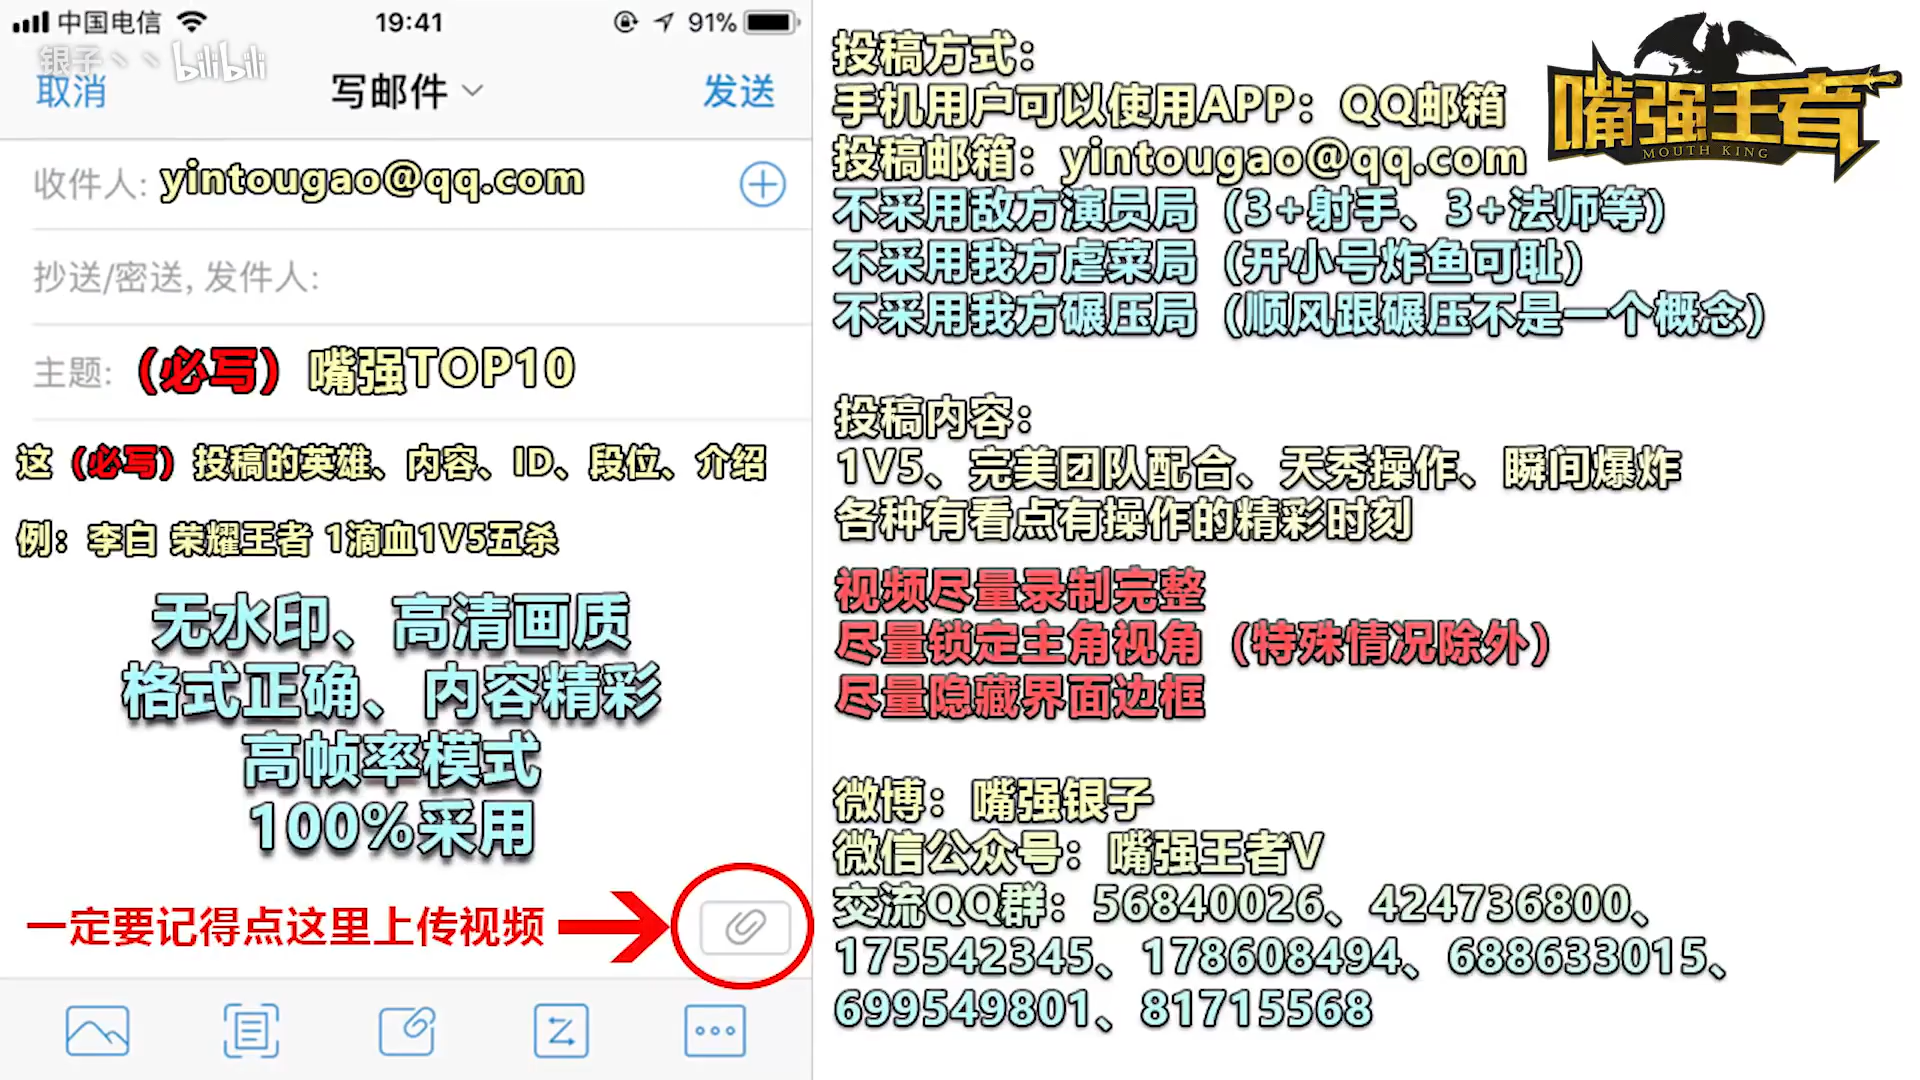 中国电信
19:41
91%
银子丶丶 bilibili
取消
写邮件
发送
收件人: yintougao@qq.com
抄送/密送, 发件人:
主题: （必写）嘴强TOP10
这（必写）投稿的英雄、内容、ID、段位、介绍
例：李白 荣耀王者 1滴血1V5五杀
无水印、高清画质
格式正确、内容精彩
高帧率模式
100%采用
一定要记得点这里上传视频
嘴强王者
MOUTH KING
投稿方式：
手机用户可以使用APP：QQ邮箱
投稿邮箱：yintougao@qq.com
不采用敌方演员局（3+射手、3+法师等）
不采用我方虐菜局（开小号炸鱼可耻）
不采用我方碾压局（顺风跟碾压不是一个概念）
投稿内容：
1V5、完美团队配合、天秀操作、瞬间爆炸
各种有看点有操作的精彩时刻
视频尽量录制完整
尽量锁定主角视角（特殊情况除外）
尽量隐藏界面边框
微博：嘴强银子
微信公众号：嘴强王者V
交流QQ群：56840026、424736800、
175542345、178608494、688633015、
699549801、81715568